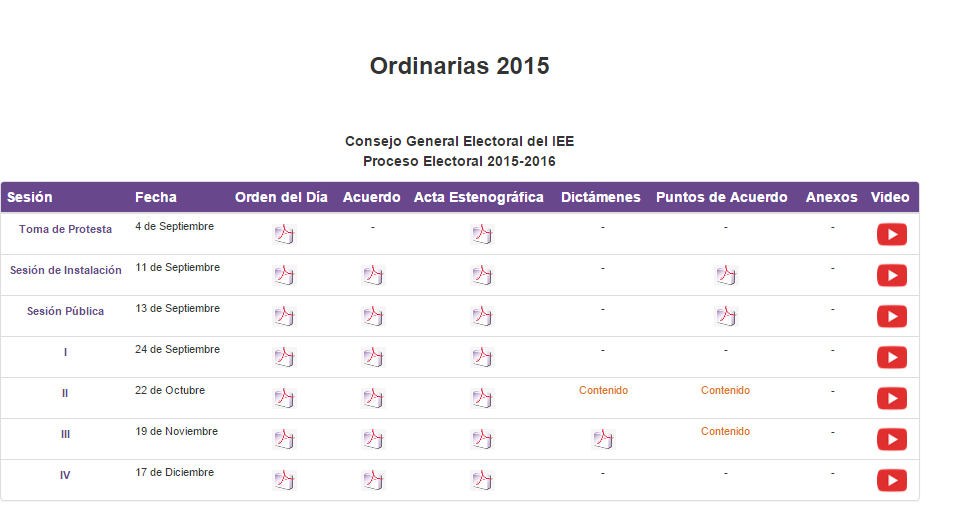 Ordinarias 2015
Consejo General Electoral del IEE
Proceso Electoral 2015-2016
Sesión Fecha Orden del Día Acuerdo Acta Estenográfica Dictámenes Puntos de Acuerdo Anexos Video
Toma de Protesta 4 de Septiembre - - - -
Sesión de Instalación 11 de Septiembre - -
Sesión Pública 13 de Septiembre - -
I 24 de Septiembre - - -
II 22 de Octubre Contenido Contenido -
III 19 de Noviembre Contenido -
IV 17 de Diciembre - - -